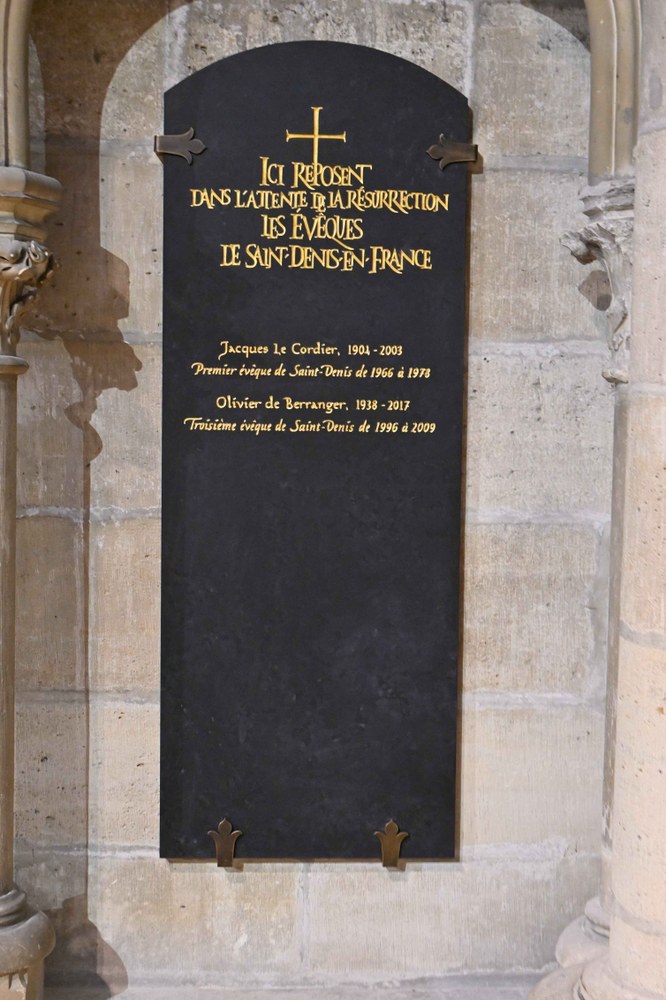 ICI REPOSENT
DANS L'ATTENTE DE LA RÉSURRECTION
LES ÉVÊQUES
DE SAINT-DENIS-EN-FRANCE
Jacques Le Cordier, 1904-2003
Premier évêque de Saint-Denis de 1966 à 1978
Olivier de Berranger, 1938-2017
Troisième évêque de Saint-Denis de 1996 à 2009